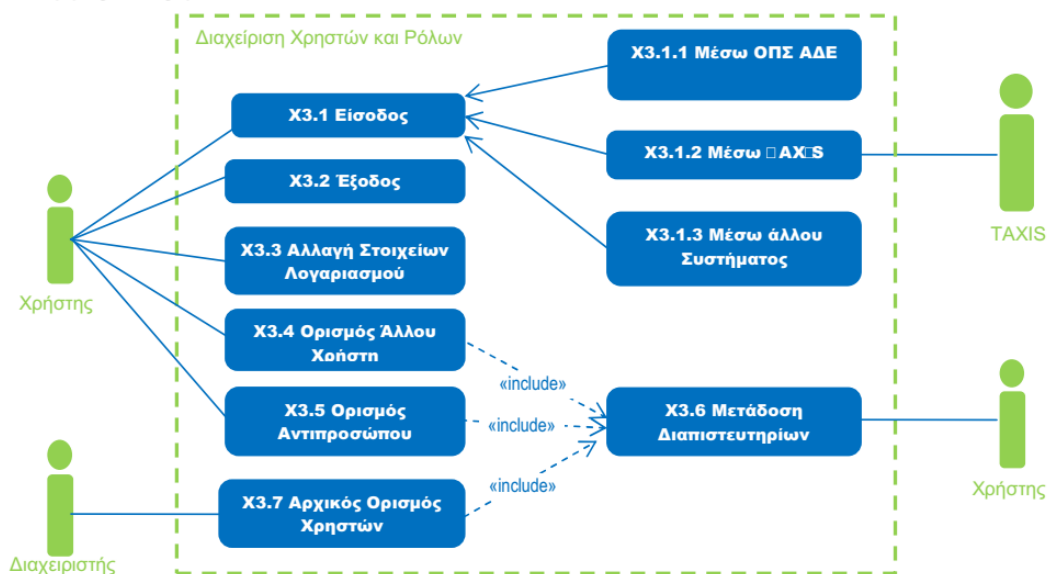 Διαχείριση Χρηστών και Ρόλων
Χ3.1.1 Μέσω ΟΠΣ ΑΔΕ
Χ3.1 Είσοδος
Χ3.1.2 Μέσω □AX□S
Χ3.2 Έξοδος
TAXIS
Χ3.1.3 Μέσω άλλου
Συστήματος
Χ3.3 Αλλαγή Στοιχείων
Λογαριασμού
Χρήστης
Χ3.4 Ορισμός Άλλου
Χρήστη
«include»
Χ3.5 Ορισμός
Αντιπροσώπου
«include»
Χ3.6 Μετάδοση
Διαπιστευτηρίων
«include»
Χρήστης
Χ3.7 Αρχικός Ορισμός
Χρηστών
Διαχειριστής